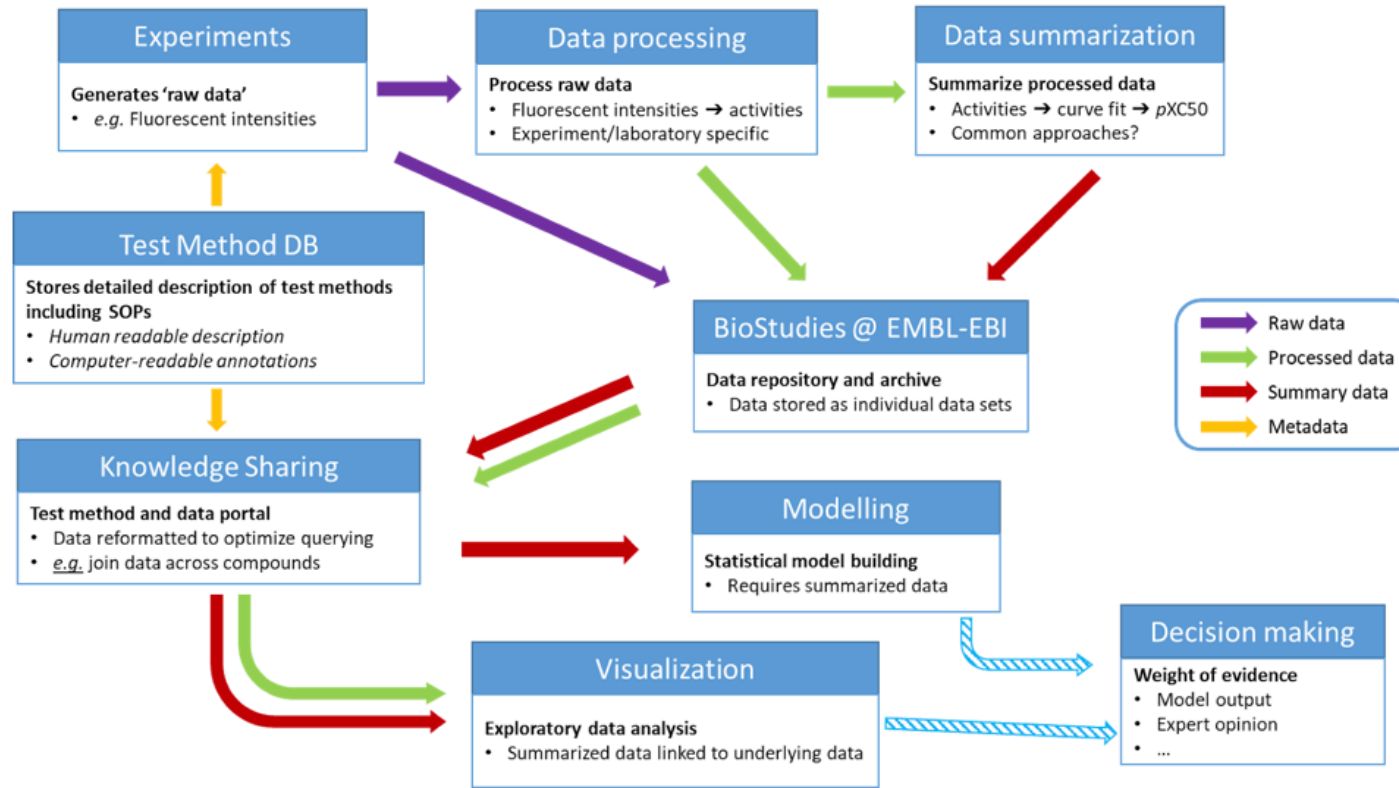 Experiments
Generates ‘raw data’
• e.g. Fluorescent intensities
Data processing
Process raw data
• Fluorescent intensities ➔ activities
• Experiment/laboratory specific
Data summarization
Summarize processed data
• Activities ➔ curve fit ➔ pXC50
• Common approaches?
Test Method DB
Stores detailed description of test methods
including SOPs
• Human readable description
• Computer-readable annotations
BioStudies @ EMBL-EBI
Data repository and archive
• Data stored as individual data sets
Raw data
Processed data
Summary data
Metadata
Knowledge Sharing
Test method and data portal
• Data reformatted to optimize querying
• e.g. join data across compounds
Modelling
Statistical model building
• Requires summarized data
Visualization
Exploratory data analysis
• Summarized data linked to underlying data
Decision making
Weight of evidence
• Model output
• Expert opinion
• ...